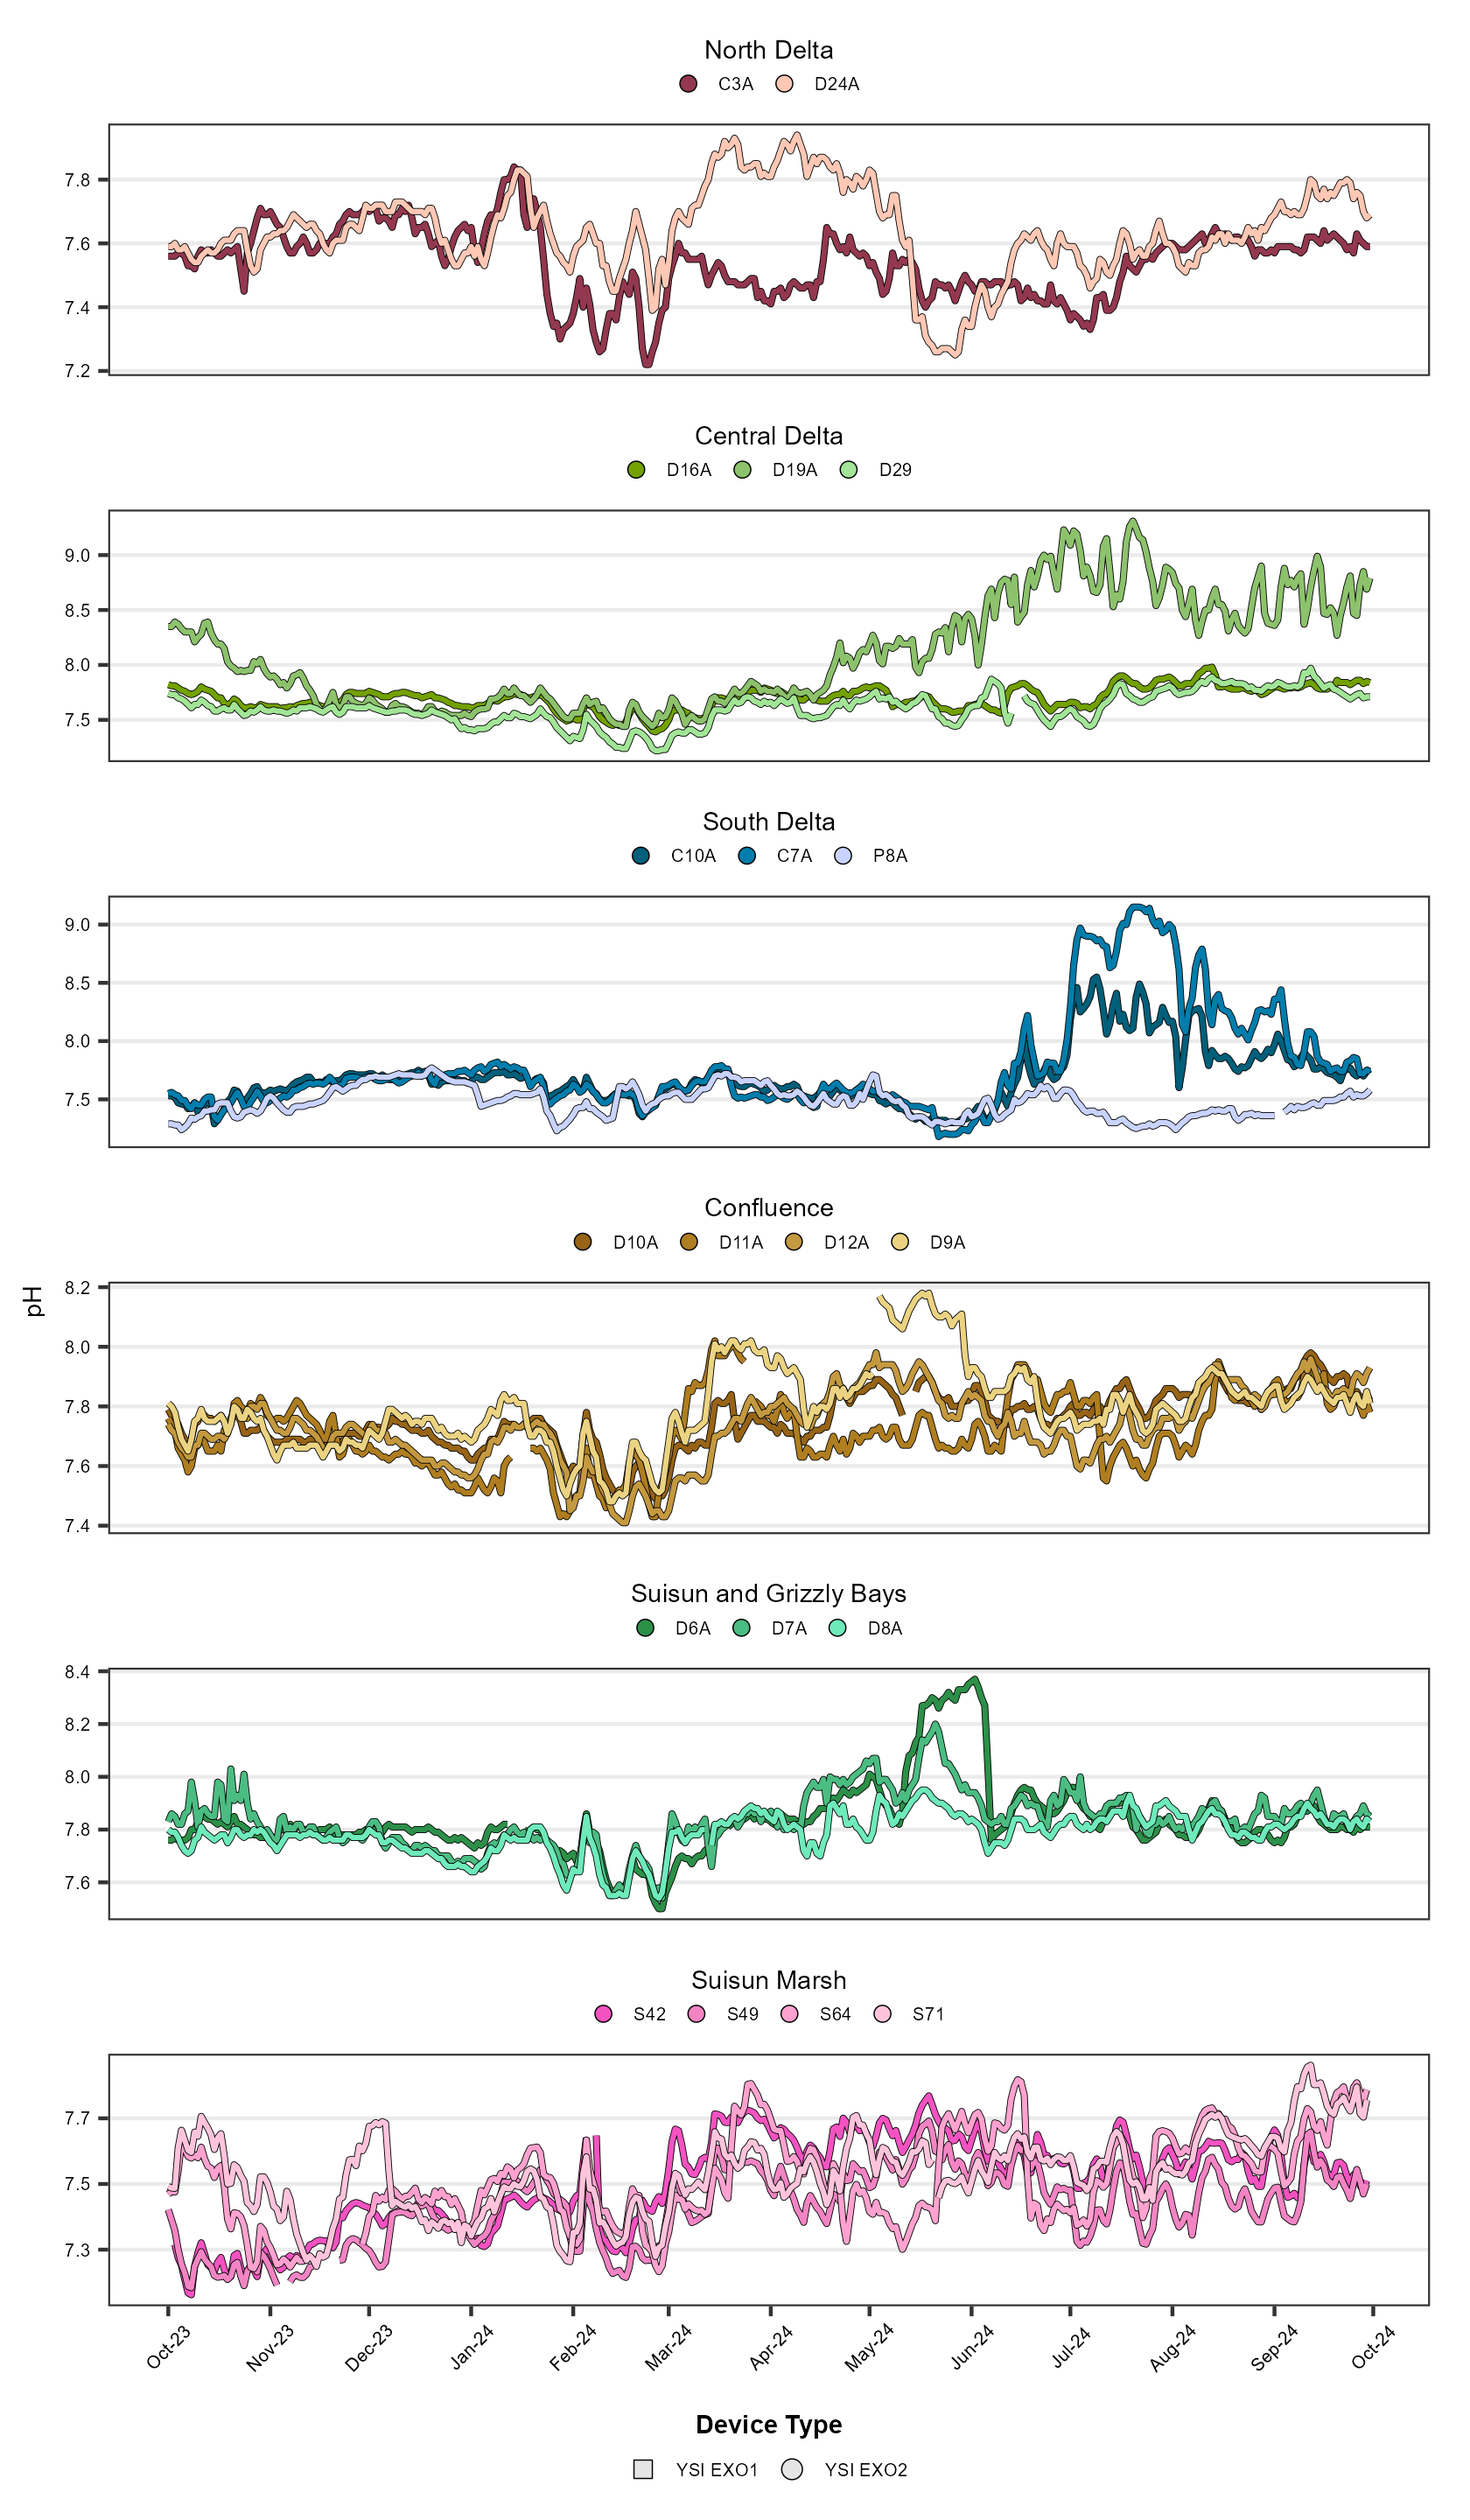 North Delta
C3A D24A
7.8
7.6
7.4
7.2
Central Delta
D16A D19A D29
9.0
8.5
8.0
7.5
South Delta
C10A C7A P8A
9.0
8.5
8.0
7.5
Confluence
D10A D11A D12A D9A
pH
8.2
8.0
7.8
7.6
7.4
Suisun and Grizzly Bays
D6A D7A D8A
8.4
8.2
8.0
7.8
7.6
Suisun Marsh
S42 S49 S64 S71
7.7
7.5
7.3
Oct-23 Nov-23 Dec-23 Jan-24 Feb-24 Mar-24 Apr-24 May-24 Jun-24 Jul-24 Aug-24 Sep-24 Oct-24
Device Type
YSI EXO1 YSI EXO2